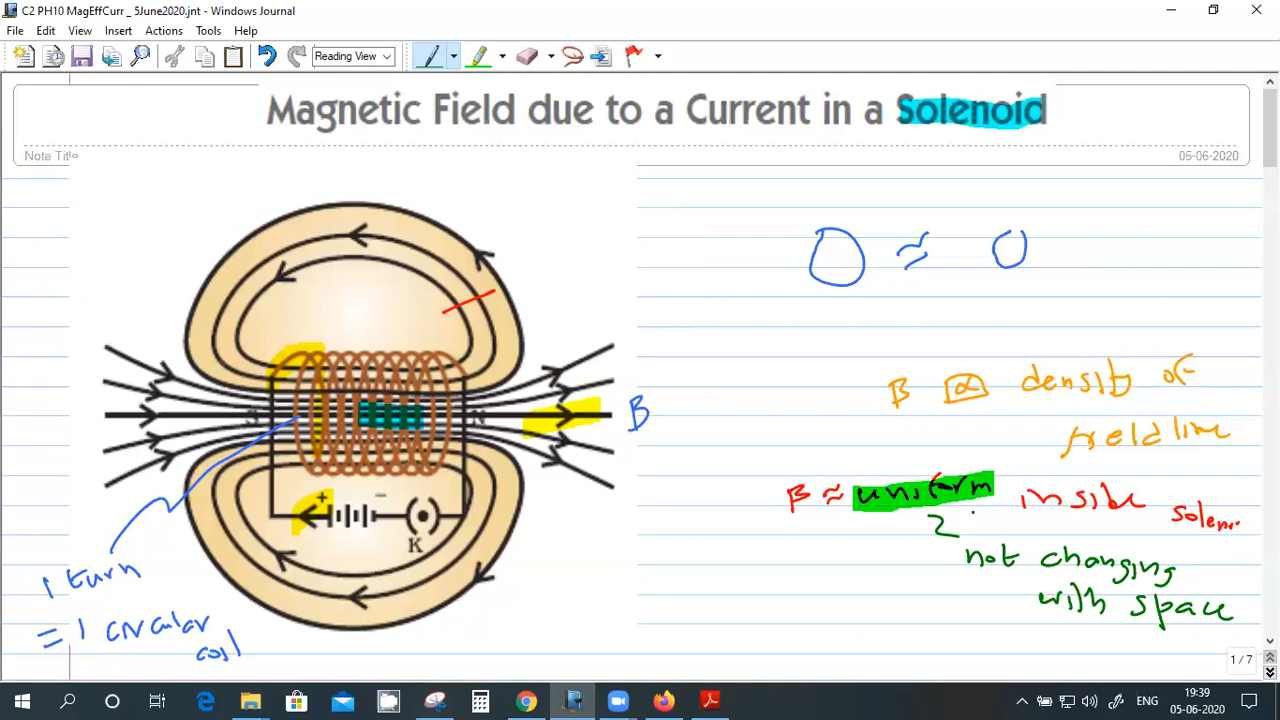 C2 PH10 MagEffCurr _ 5June2020.jnt - Windows Journal
File Edit View Insert Actions Tools Help
Reading View
Magnetic Field due to a Current in a Solenoid
Note Title
05-06-2020
B ∝ density of
field line
S
N
B
B ≈ uniform inside
not changing
with space
+ -
K
1 turn
= 1 circular
coil
1/7
ENG
19:39
05-06-2020